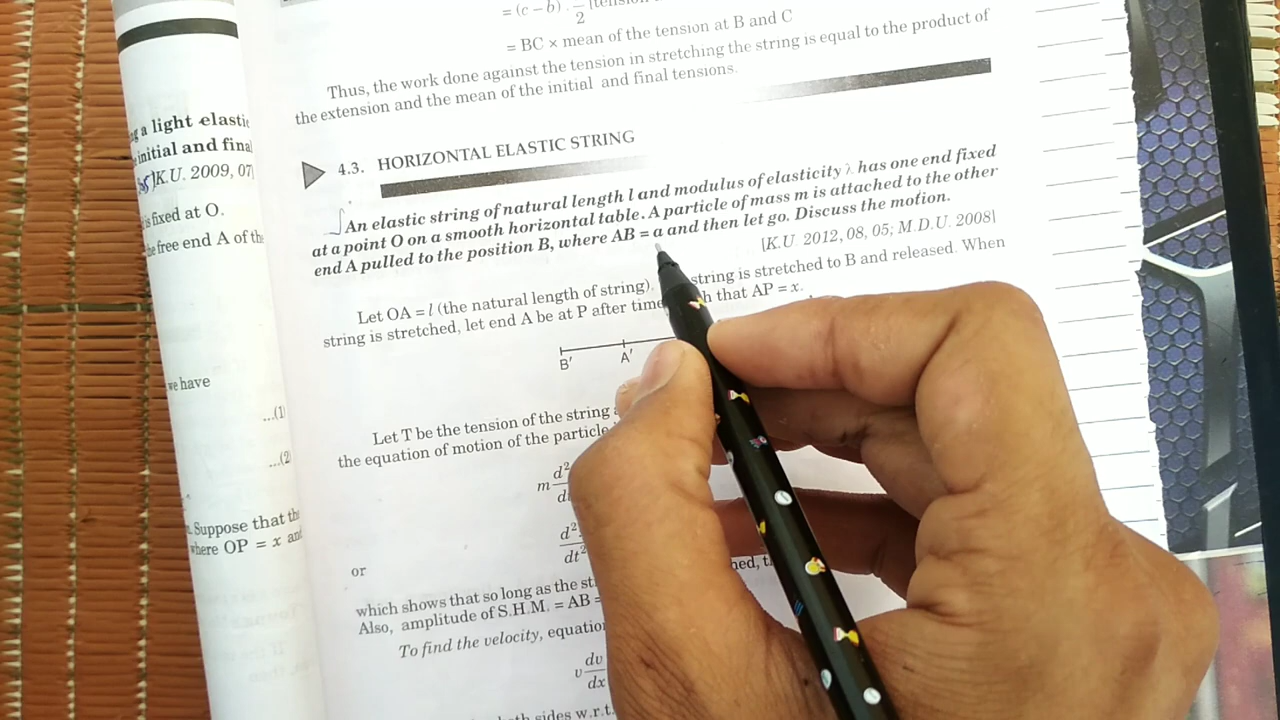 = (c – b) . 
2
= BC × mean of the tension at B and C
Thus, the work done against the tension in stretching the string is equal to the product of
the extension and the mean of the initial and final tensions.
g a light elastic
initial and final
]K.U. 2009, 07]
is fixed at O.
free end A of the
we have
...(1)
...(2)
Suppose that the
where OP = x and
4.3. HORIZONTAL ELASTIC STRING
An elastic string of natural length l and modulus of elasticity λ has one end fixed
at a point O on a smooth horizontal table. A particle of mass m is attached to the other
end A pulled to the position B, where AB = a and then let go. Discuss the motion.
[K.U 2012, 08, 05; M.D.U. 2008]
Let OA = l (the natural length of string). string is stretched to B and released. When
string is stretched, let end A be at P after time that AP = x.
B′ A′
Let T be the tension of the string
the equation of motion of the particle
m d²
d²
dt²
or
which shows that so long as the
Also, amplitude of S.H.M. = AB =
To find the velocity, equation
v dv
dx
both sides w.r.t.